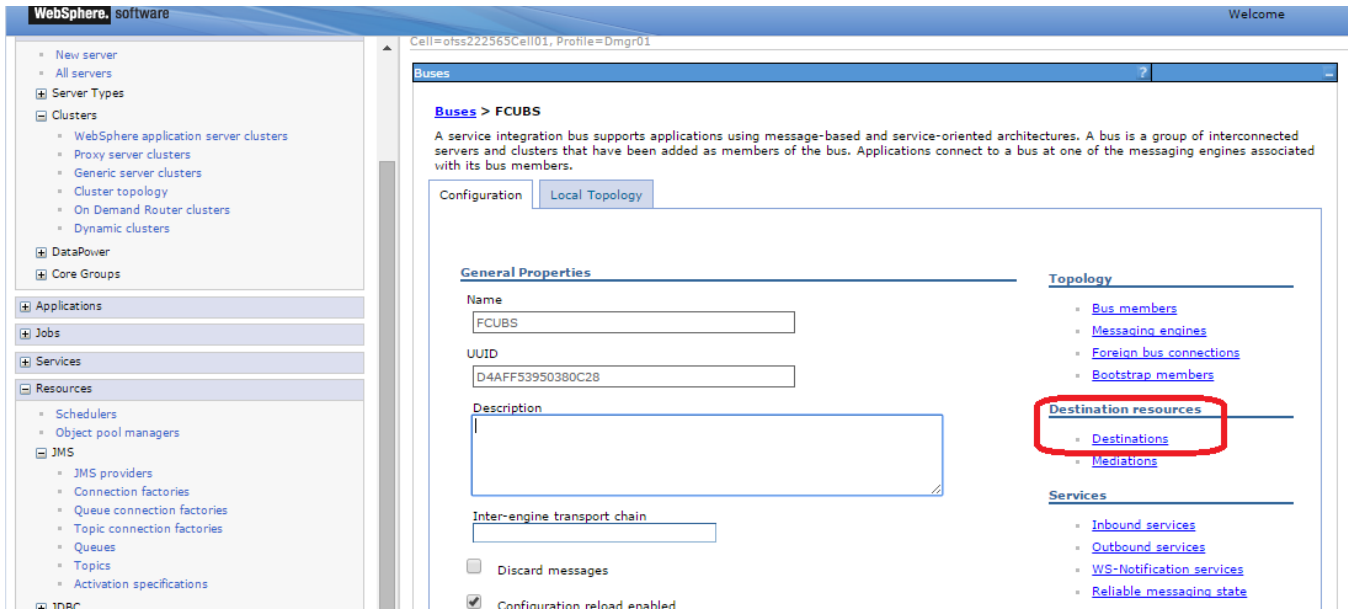 WebSphere. software
Welcome
New server
All servers
Server Types
Clusters
WebSphere application server clusters
Proxy server clusters
Generic server clusters
Cluster topology
On Demand Router clusters
Dynamic clusters
DataPower
Core Groups
Applications
Jobs
Services
Resources
Schedulers
Object pool managers
JMS
JMS providers
Connection factories
Queue connection factories
Topic connection factories
Queues
Topics
Activation specifications
JDBC
Cell=ofss222565Cell01, Profile=Dmgr01
Buses
?
Buses > FCUBS
A service integration bus supports applications using message-based and service-oriented architectures. A bus is a group of interconnected
servers and clusters that have been added as members of the bus. Applications connect to a bus at one of the messaging engines associated
with its bus members.
Configuration
Local Topology
General Properties
Name
FCUBS
UUID
D4AFF53950380C28
Description
Inter-engine transport chain
Discard messages
Configuration reload enabled
Topology
Bus members
Messaging engines
Foreign bus connections
Bootstrap members
Destination resources
Destinations
Mediations
Services
Inbound services
Outbound services
WS-Notification services
Reliable messaging state